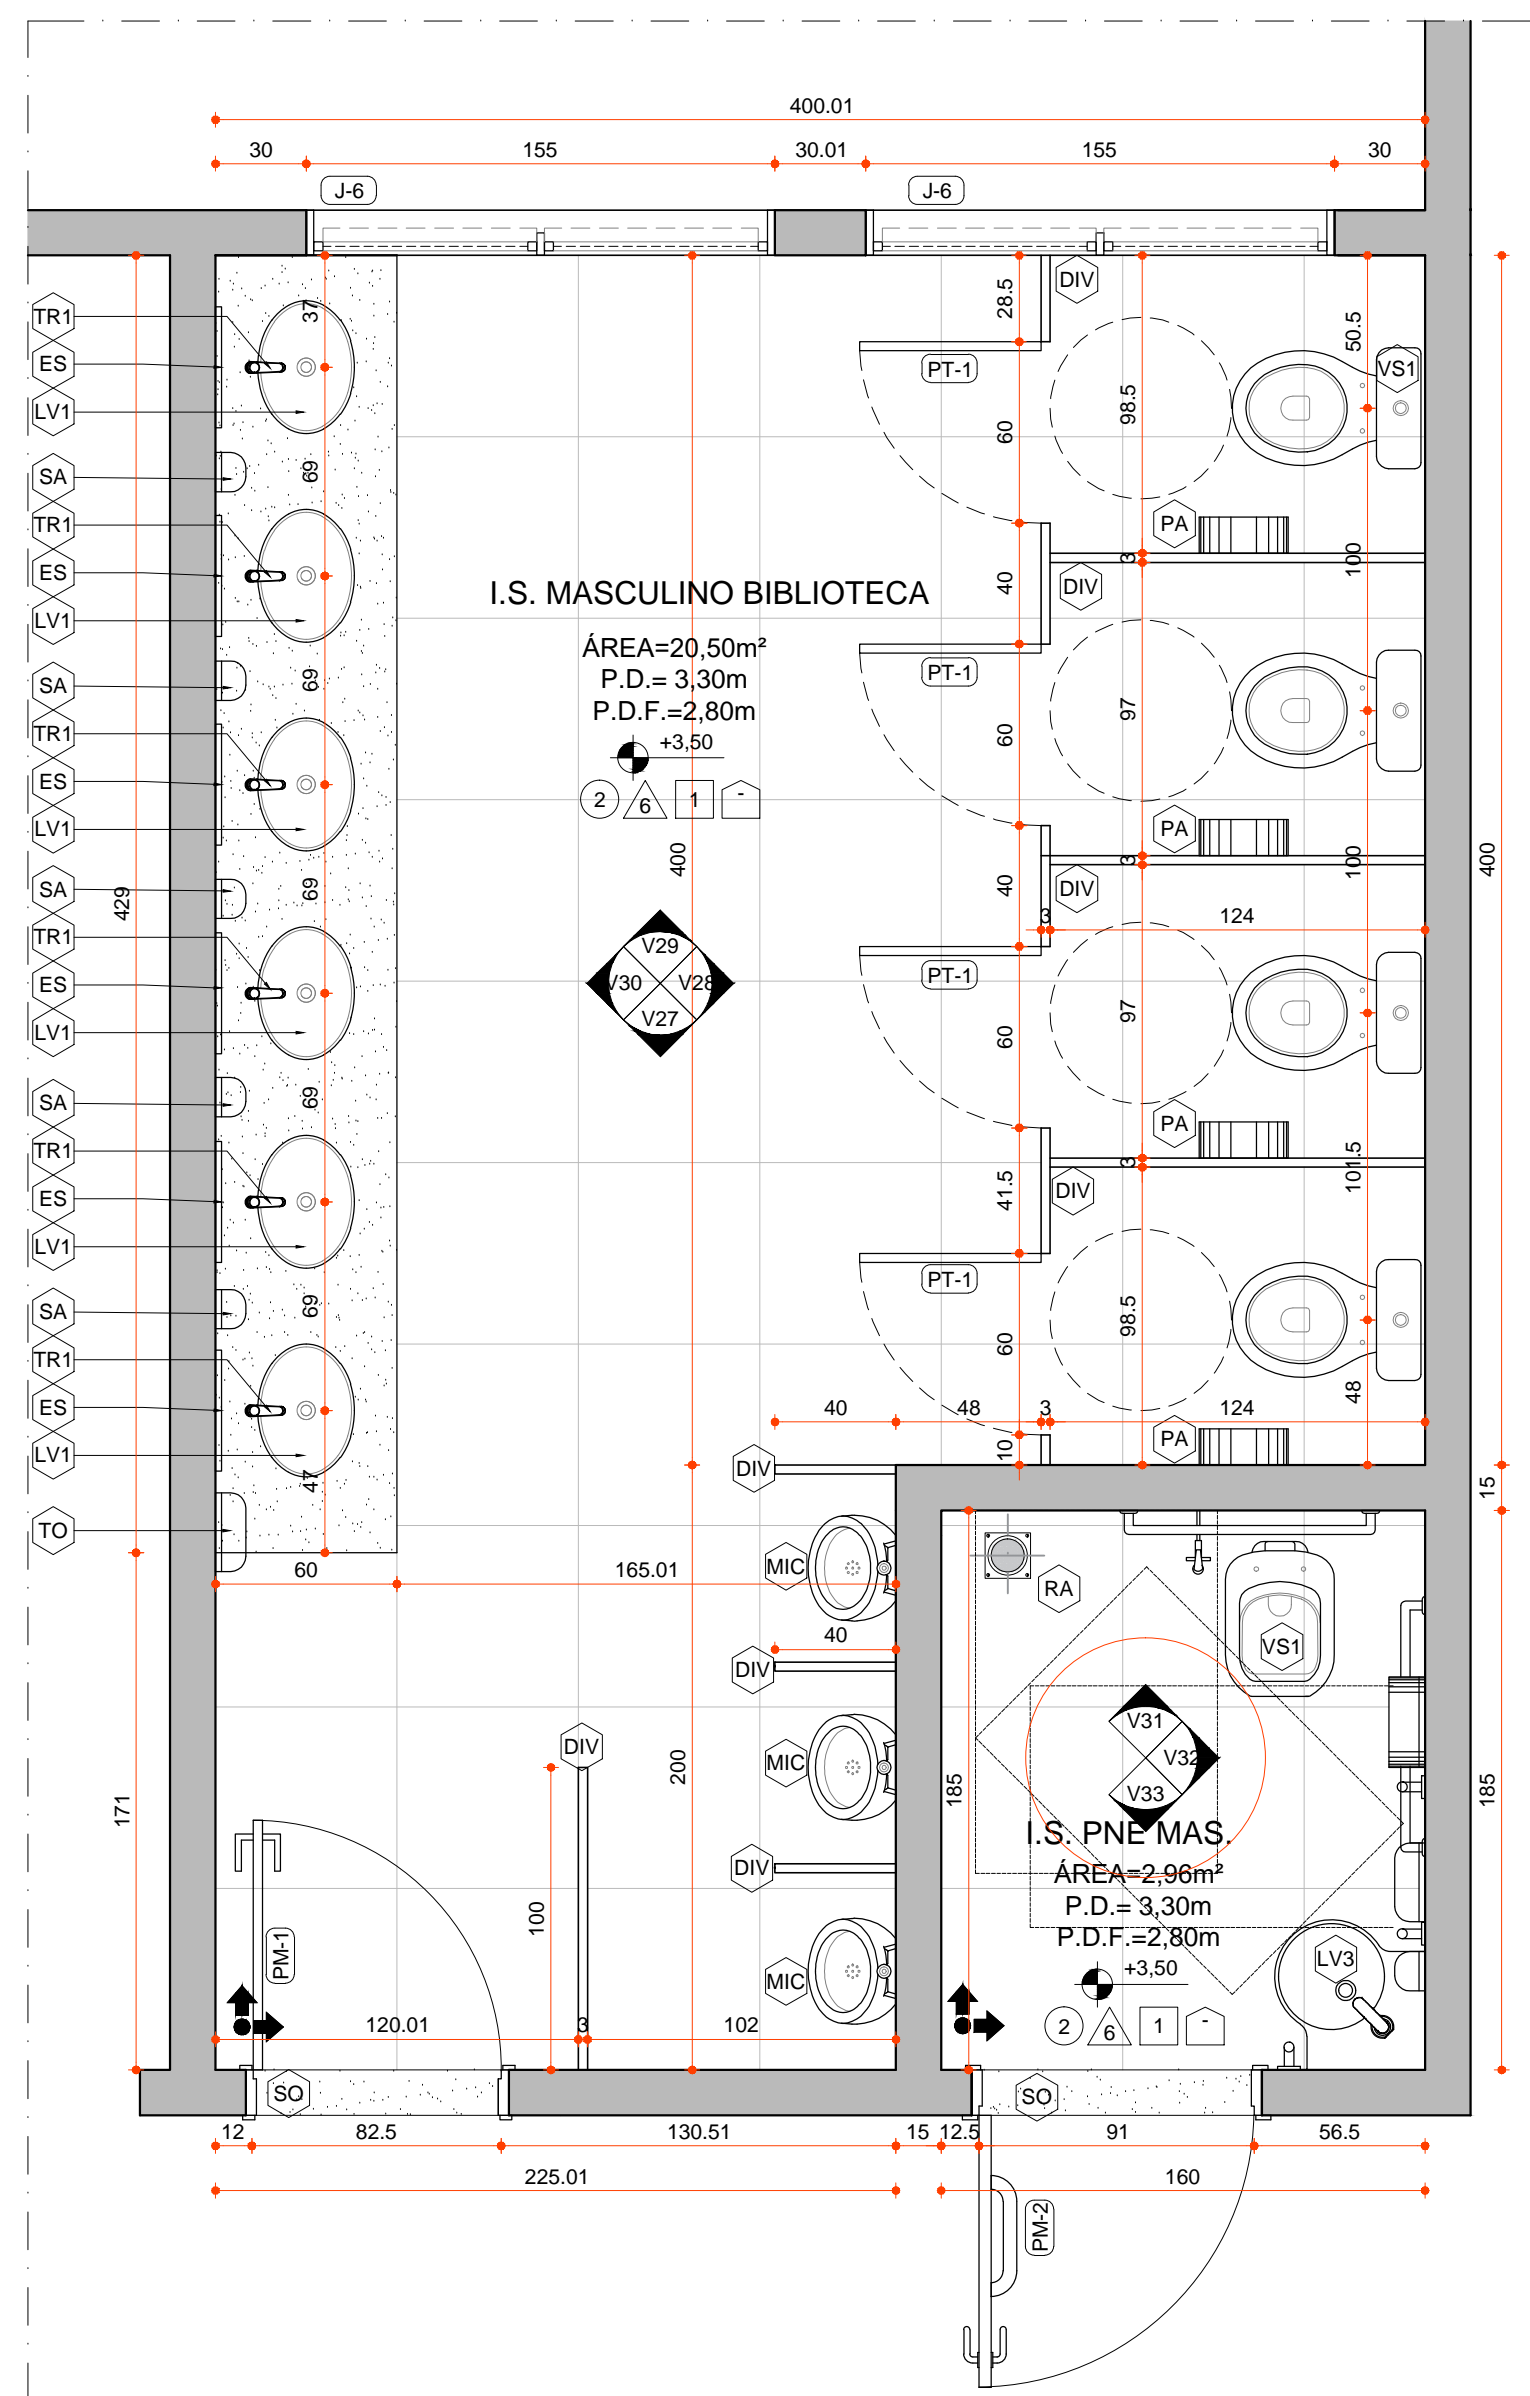 400.01
30
155
30.01
155
30
J-6
J-6
DIV
TR1
ES
LV1
SA
TR1
ES
LV1
SA
TR1
ES
LV1
SA
TR1
ES
LV1
SA
TR1
ES
LV1
SA
TR1
ES
LV1
TO
429
171
37
69
69
69
69
69
47
28.5
60
40
60
40
60
41.5
60
10
PT-1
PT-1
PT-1
PT-1
98.5
3
97
3
97
3
98.5
50.5
100
100
101.5
48
VS1
PA
DIV
PA
DIV
3
124
PA
DIV
PA
I.S. MASCULINO BIBLIOTECA
ÁREA=20,50m²
P.D.= 3,30m
P.D.F.=2,80m
+3,50
2
6
1
-
400
V29
V30
V28
V27
400
15
185
40
48
3
124
DIV
MIC
60
165.01
40
DIV
MIC
DIV
200
DIV
MIC
100
PM-1
120.01
3
102
SO
RA
VS1
185
V31
V32
V33
I.S. PNE MAS.
ÁREA=2,96m²
P.D.= 3,30m
P.D.F.=2,80m
+3,50
2
6
1
-
LV3
SO
12
82.5
130.51
15
12.5
91
56.5
225.01
160
PM-2